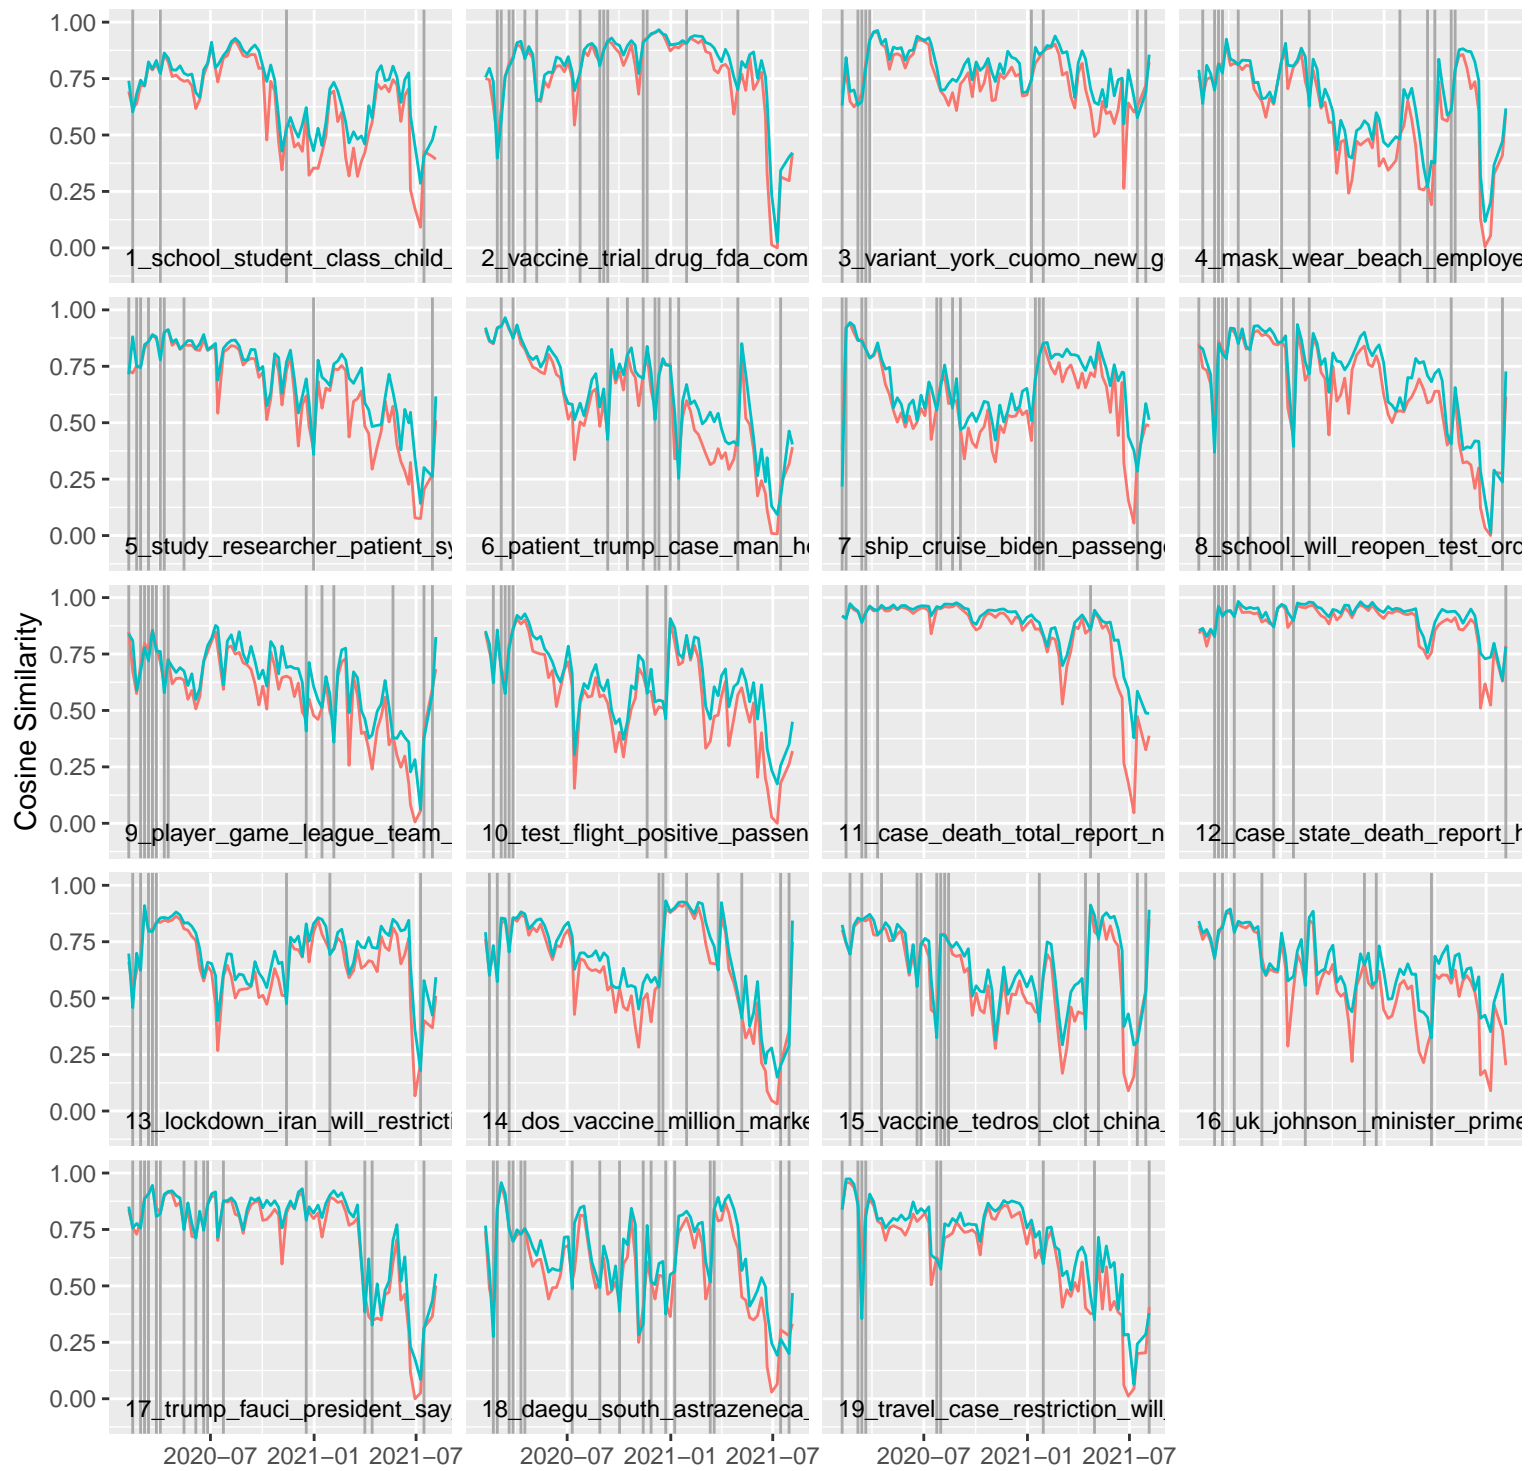 1.00
0.75
0.50
0.25
0.00
1_school_student_class_child_
2_vaccine_trial_drug_fda_com
3_variant_york_cuomo_new_g
4_mask_wear_beach_employe
1.00
0.75
0.50
0.25
0.00
5_study_researcher_patient_sy
6_patient_trump_case_man_ho
7_ship_cruise_biden_passenge
8_school_will_reopen_test_ord
Cosine Similarity
1.00
0.75
0.50
0.25
0.00
9_player_game_league_team_
10_test_flight_positive_passen
11_case_death_total_report_n
12_case_state_death_report_h
1.00
0.75
0.50
0.25
0.00
13_lockdown_iran_will_restricti
14_dos_vaccine_million_marke
15_vaccine_tedros_clot_china_
16_uk_johnson_minister_prime
1.00
0.75
0.50
0.25
0.00
17_trump_fauci_president_say_
18_daegu_south_astrazeneca_
19_travel_case_restriction_will_
2020−07 2021−01 2021−07
2020−07 2021−01 2021−07
2020−07 2021−01 2021−07